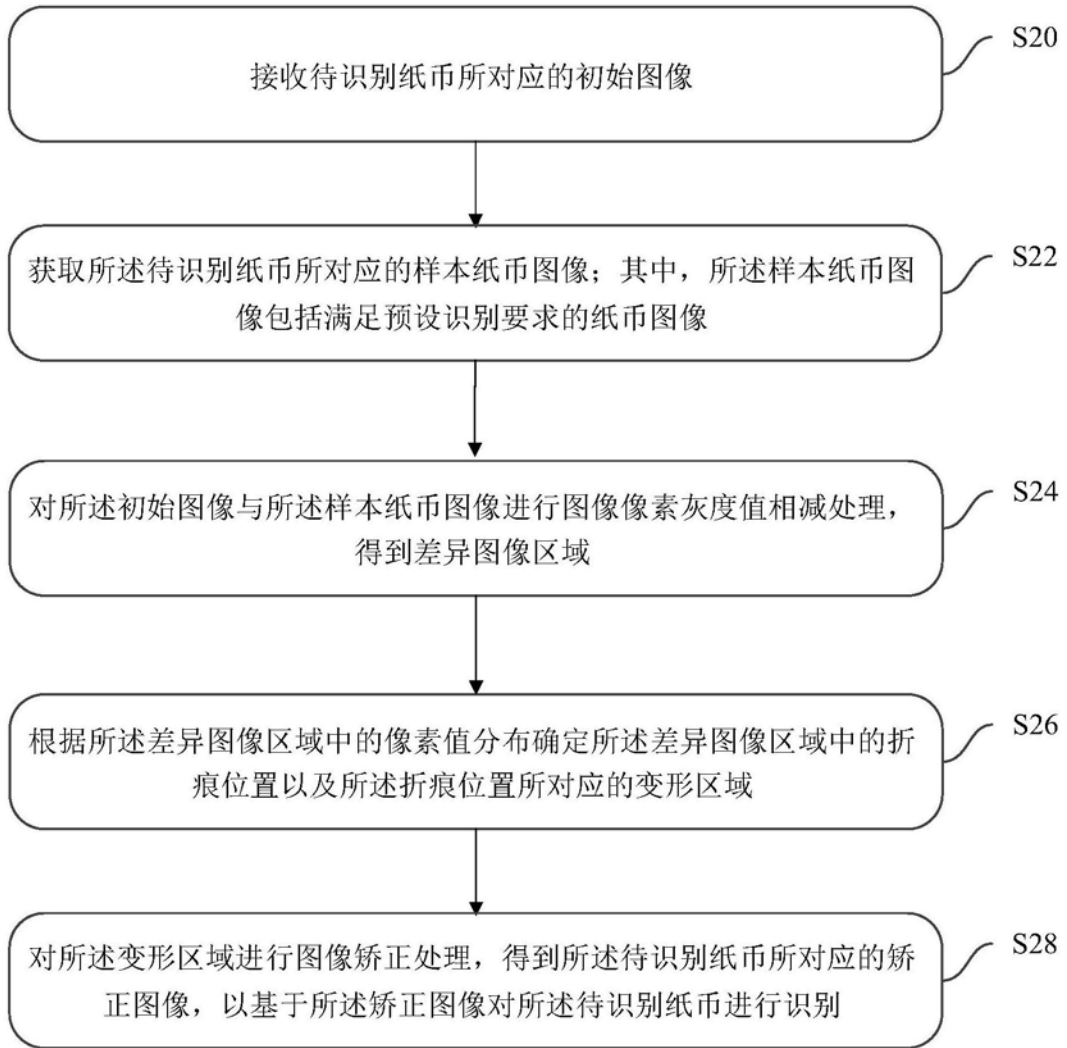 接收待识别纸币所对应的初始图像
S20
获取所述待识别纸币所对应的样本纸币图像；其中，所述样本纸币图
像包括满足预设识别要求的纸币图像
S22
对所述初始图像与所述样本纸币图像进行图像像素灰度值相减处理，
得到差异图像区域
S24
根据所述差异图像区域中的像素值分布确定所述差异图像区域中的折
痕位置以及所述折痕位置所对应的变形区域
S26
对所述变形区域进行图像矫正处理，得到所述待识别纸币所对应的矫
正图像，以基于所述矫正图像对所述待识别纸币进行识别
S28